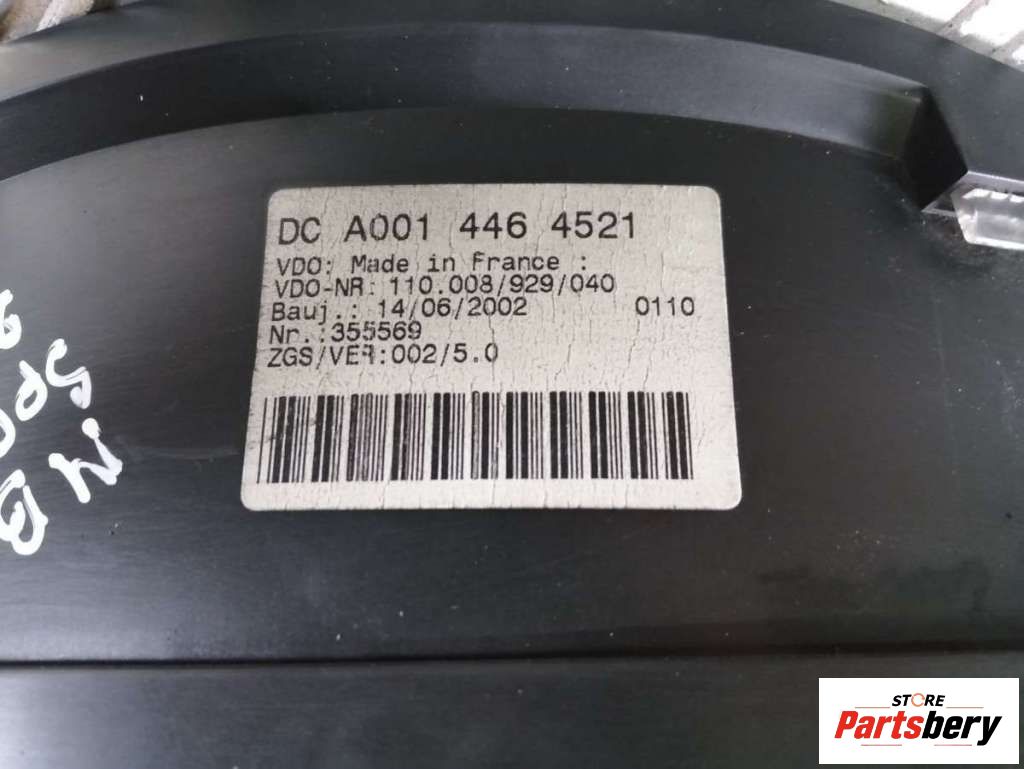 DC A001 446 4521
VDO: Made in France :
VDO-NR: 110.008/929/040
Bauj.: 14/06/2002 0110
Nr.:355569
ZGS/VER:002/5.0
MB
STORE
Partsbery